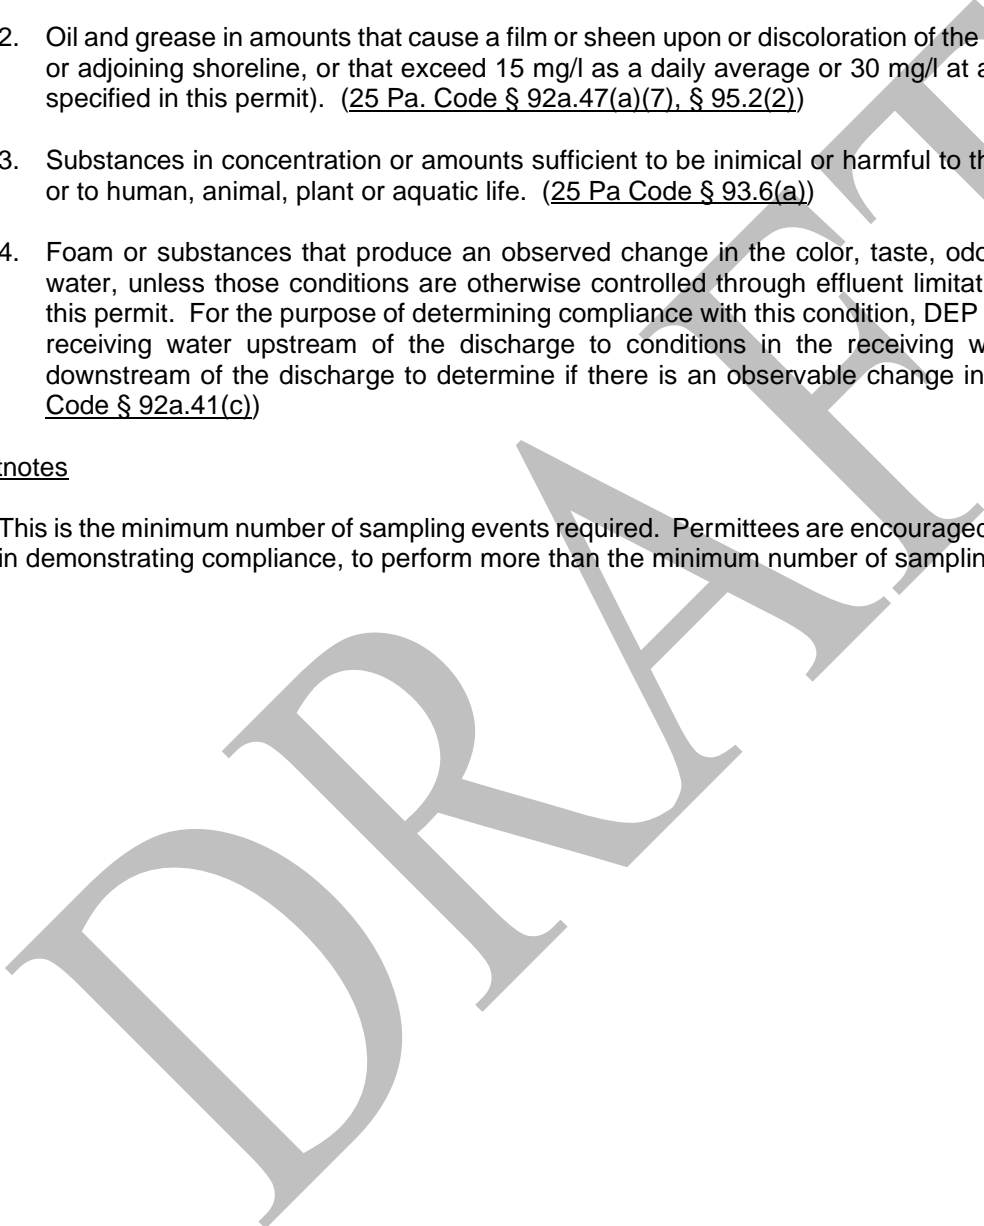 2. Oil and grease in amounts that cause a film or sheen upon or discoloration of the
or adjoining shoreline, or that exceed 15 mg/l as a daily average or 30 mg/l at
specified in this permit). (25 Pa. Code § 92a.47(a)(7), § 95.2(2))
3. Substances in concentration or amounts sufficient to be inimical or harmful to
or to human, animal, plant or aquatic life. (25 Pa Code § 93.6(a))
4. Foam or substances that produce an observed change in the color, taste,
water, unless those conditions are otherwise controlled through effluent
this permit. For the purpose of determining compliance with this condition, DEP
receiving water upstream of the discharge to conditions in the receiving
downstream of the discharge to determine if there is an observable change in
Code § 92a.41(c))
tnotes
This is the minimum number of sampling events required. Permittees are encouraged
in demonstrating compliance, to perform more than the minimum number of
DRAFT